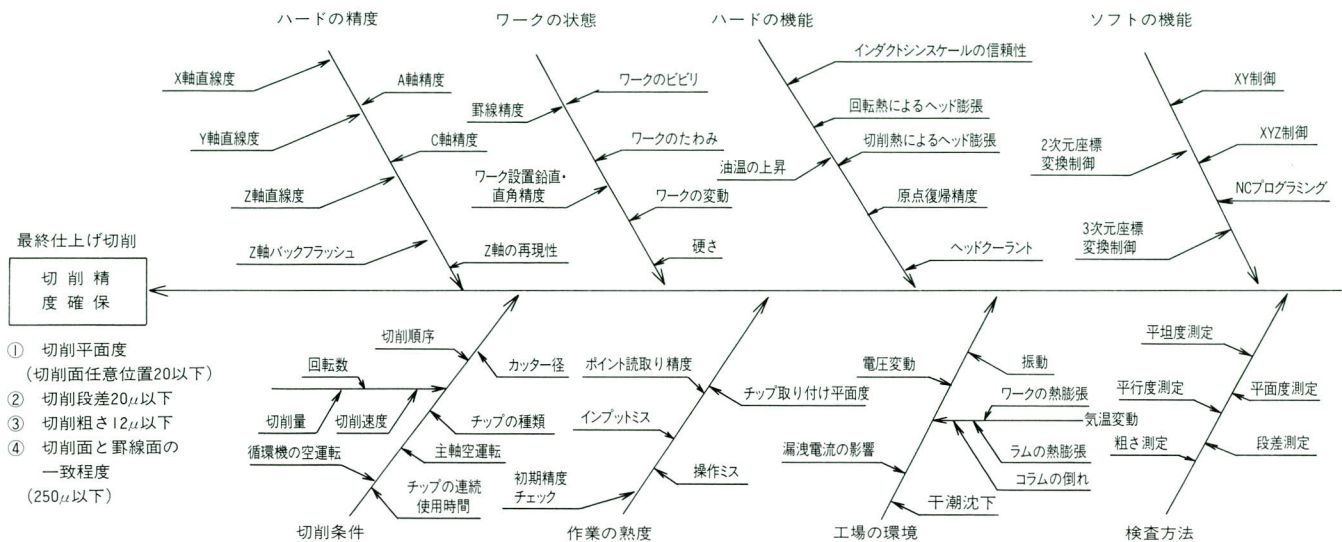 ハードの精度
X軸直線度
A軸精度
Y軸直線度
C軸精度
Z軸直線度
Z軸バックフラッシュ
Z軸の再現性
ワークの状態
ワークのビビリ
罫線精度
ワークのたわみ
ワーク設置鉛直・
直角精度
ワークの変動
硬さ
ハードの機能
インダクトシンスケールの信頼性
回転熱によるヘッド膨張
切削熱によるヘッド膨張
油温の上昇
原点復帰精度
ヘッドクーラント
ソフトの機能
XY制御
XYZ制御
2次元座標
変換制御
NCプログラミング
3次元座標
変換制御
最終仕上げ切削
切削精
度確保
① 切削平面度
(切削面任意位置20以下)
② 切削段差20μ以下
③ 切削粗さ12μ以下
④ 切削面と罫線面の
一致程度
(250μ以下)
切削順序
カッター径
回転数
切削量
切削速度
チップの種類
循環機の空運転
主軸空運転
チップの連続
使用時間
切削条件
ポイント読取り精度
チップ取り付け平面度
インプットミス
操作ミス
初期精度
チェック
作業の熟度
電圧変動
振動
ワークの熱膨張
気温変動
漏洩電流の影響
ラムの熱膨張
コラムの倒れ
干潮沈下
工場の環境
平坦度測定
平行度測定
平面度測定
粗さ測定
段差測定
検査方法